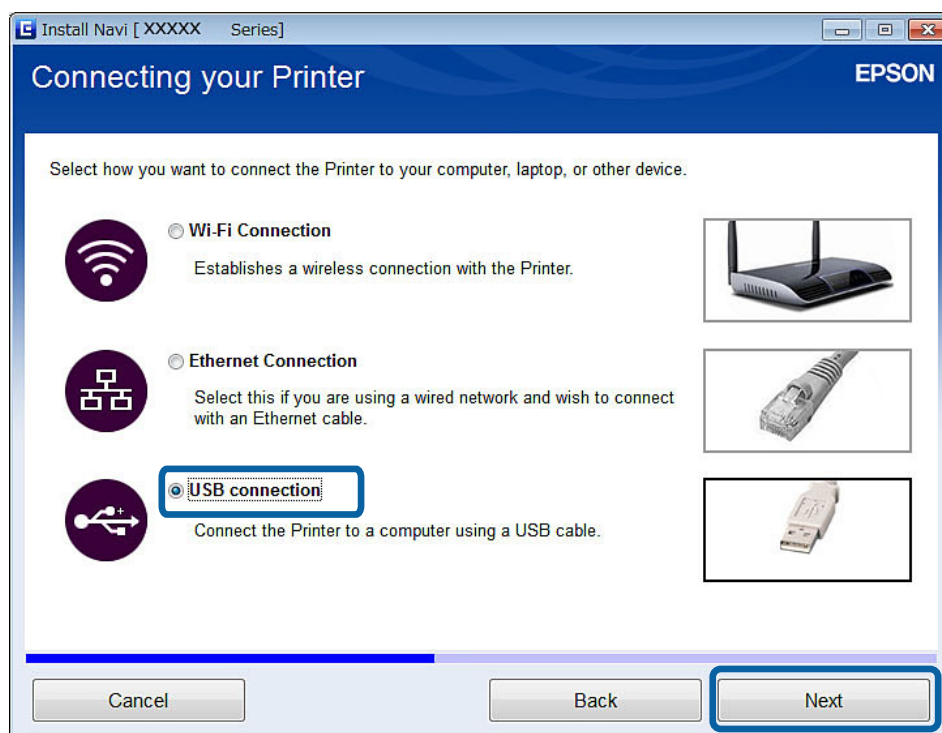 Install Navi [ XXXXX Series]
Connecting your Printer
EPSON
Select how you want to connect the Printer to your computer, laptop, or other device.
Wi-Fi Connection
Establishes a wireless connection with the Printer.
Ethernet Connection
Select this if you are using a wired network and wish to connect
with an Ethernet cable.
USB connection
Connect the Printer to a computer using a USB cable.
Cancel
Back
Next